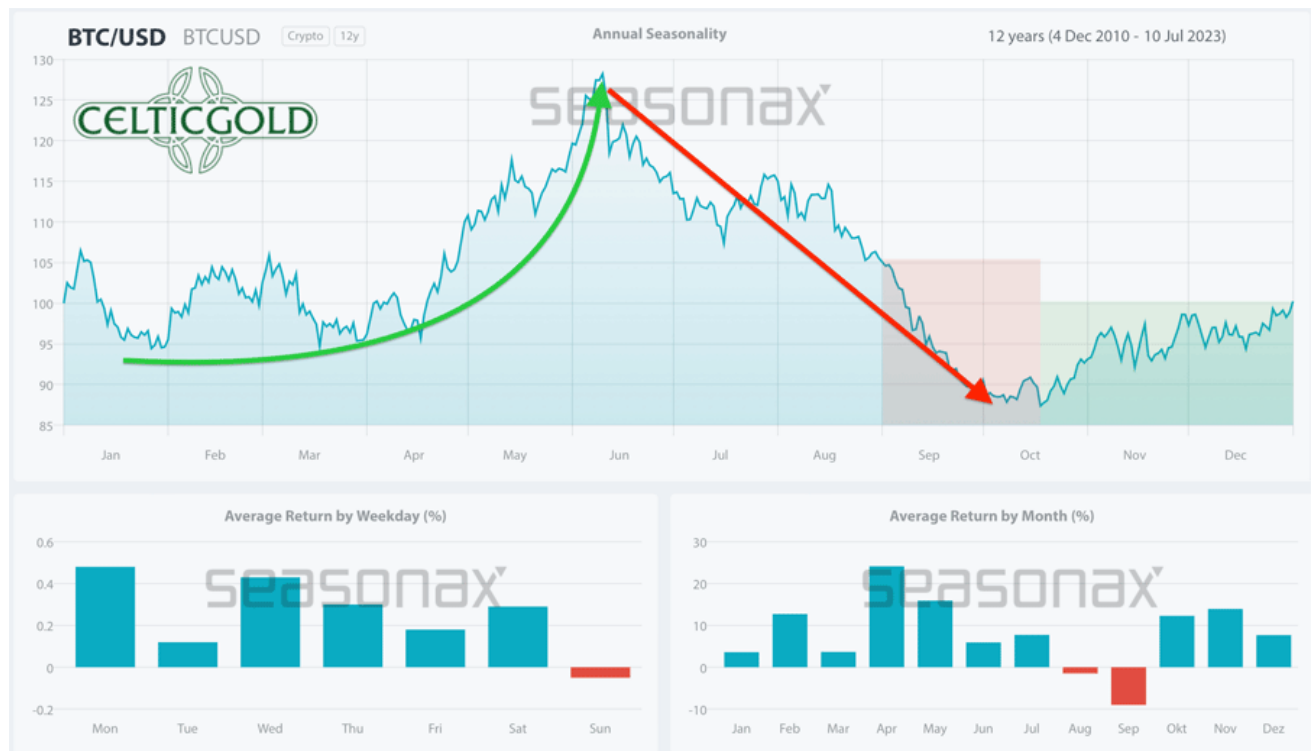 BTC/USD BTCUSD Crypto 12y Annual Seasonality 12 years (4 Dec 2010 - 10 Jul 2023)
130
125
120
115
110
105
100
95
90
85
CELTICGOLD
seasonax
Jan Feb Mar Apr May Jun Jul Aug Sep Oct Nov Dec
Average Return by Weekday (%)
0.6
0.4
0.2
0
-0.2
seasonax
Mon Tue Wed Thu Fri Sat Sun
Average Return by Month (%)
30
20
10
0
-10
seasonax
Jan Feb Mar Apr May Jun Jul Aug Sep Okt Nov Dez